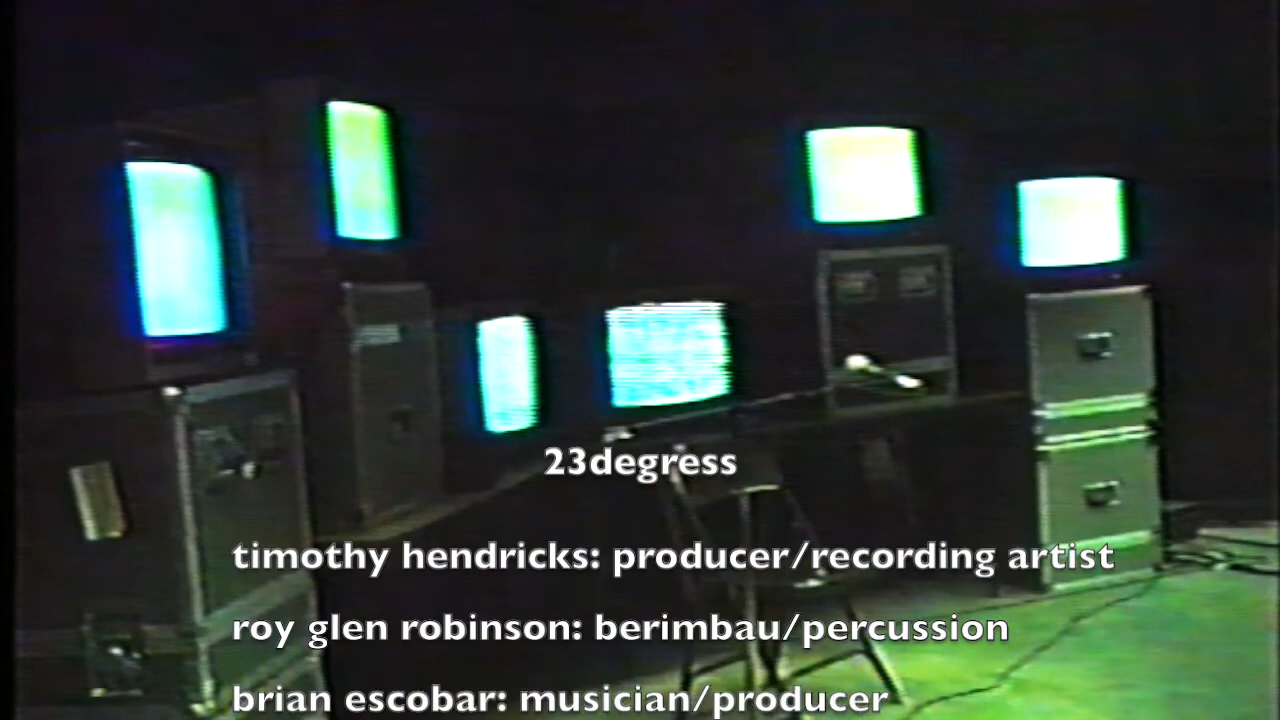 23degress
timothy hendricks: producer/recording artist
roy glen robinson: berimbau/percussion
brian escobar: musician/producer